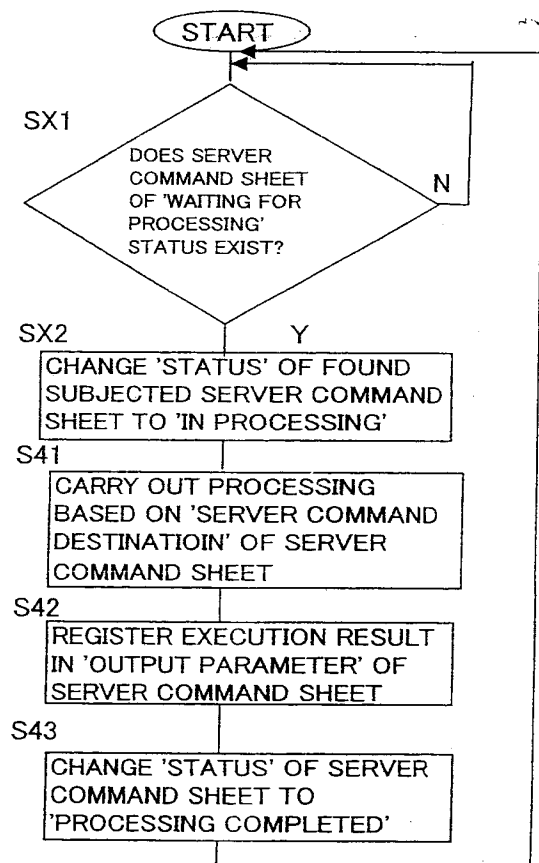 START
SX1
DOES SERVER
COMMAND SHEET
OF 'WAITING FOR
PROCESSING'
STATUS EXIST?
N
SX2
Y
CHANGE 'STATUS' OF FOUND
SUBJECTED SERVER COMMAND
SHEET TO 'IN PROCESSING'
S41
CARRY OUT PROCESSING
BASED ON 'SERVER COMMAND
DESTINATIOIN' OF SERVER
COMMAND SHEET
S42
REGISTER EXECUTION RESULT
IN 'OUTPUT PARAMETER' OF
SERVER COMMAND SHEET
S43
CHANGE 'STATUS' OF SERVER
COMMAND SHEET TO
'PROCESSING COMPLETED'